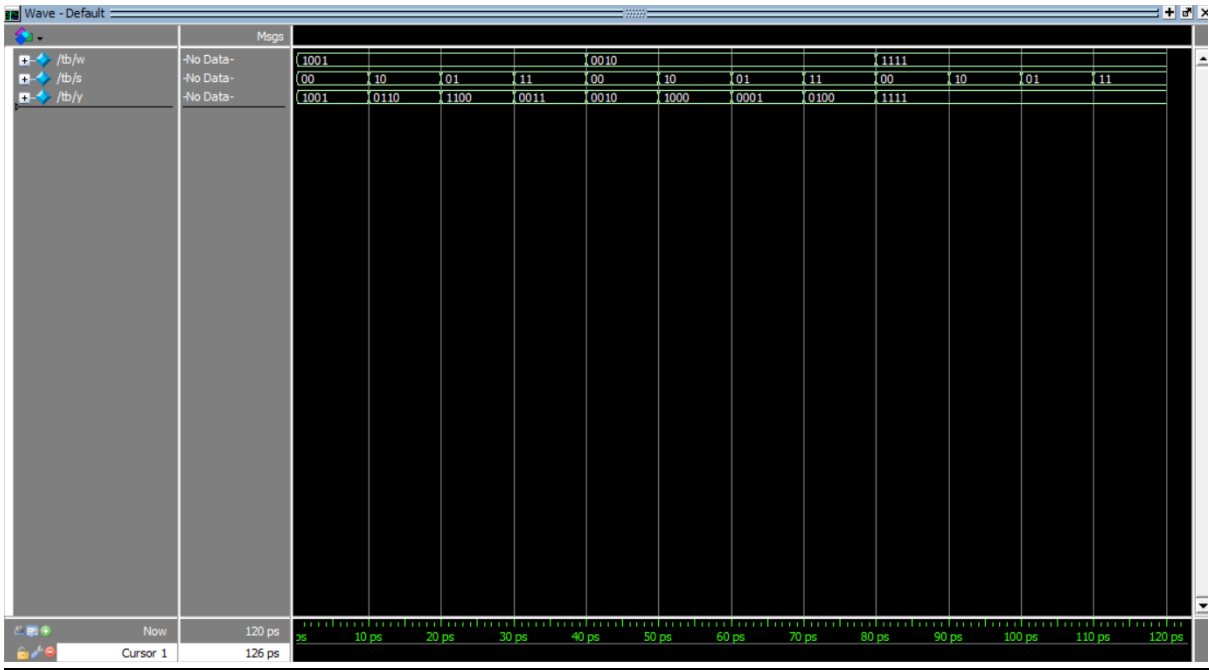 Wave - Default
Msgs
/tb/w -No Data- 1001 0010 1111
/tb/s -No Data- 00 10 01 11 00 10 01 11 00 10 01 11
/tb/y -No Data- 1001 0110 1100 0011 0010 1000 0001 0100 1111
Now 120 ps ps 10 ps 20 ps 30 ps 40 ps 50 ps 60 ps 70 ps 80 ps 90 ps 100 ps 110 ps 120 ps
Cursor 1 126 ps